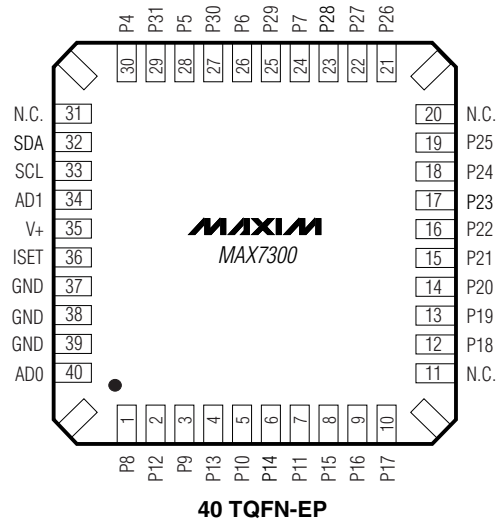 P4 P31 P5 P30 P6 P29 P7 P28 P27 P26
30 29 28 27 26 25 24 23 22 21
N.C. 31 20 N.C.
SDA 32 19 P25
SCL 33 18 P24
AD1 34 17 P23
V+ 35 MAXIM 16 P22
ISET 36 MAX7300 15 P21
GND 37 14 P20
GND 38 13 P19
GND 39 12 P18
AD0 40 11 N.C.
1 2 3 4 5 6 7 8 9 10
P8 P12 P9 P13 P10 P14 P11 P15 P16 P17
40 TQFN-EP